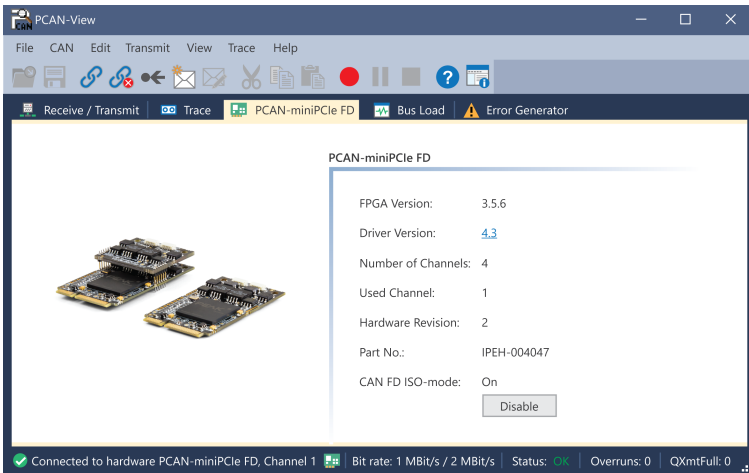 PCAN-View
File CAN Edit Transmit View Trace Help
Receive / Transmit Trace PCAN-miniPCIe FD Bus Load Error Generator
PCAN-miniPCIe FD
FPGA Version: 3.5.6
Driver Version: 4.3
Number of Channels: 4
Used Channel: 1
Hardware Revision: 2
Part No.: IPEH-004047
CAN FD ISO-mode: On
Disable
Connected to hardware PCAN-miniPCIe FD, Channel 1 Bit rate: 1 MBit/s / 2 MBit/s Status: OK Overruns: 0 QXmtFull: 0